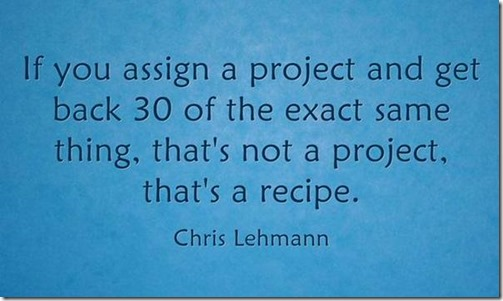 If you assign a project and get
back 30 of the exact same
thing, that's not a project,
that's a recipe.
Chris Lehmann